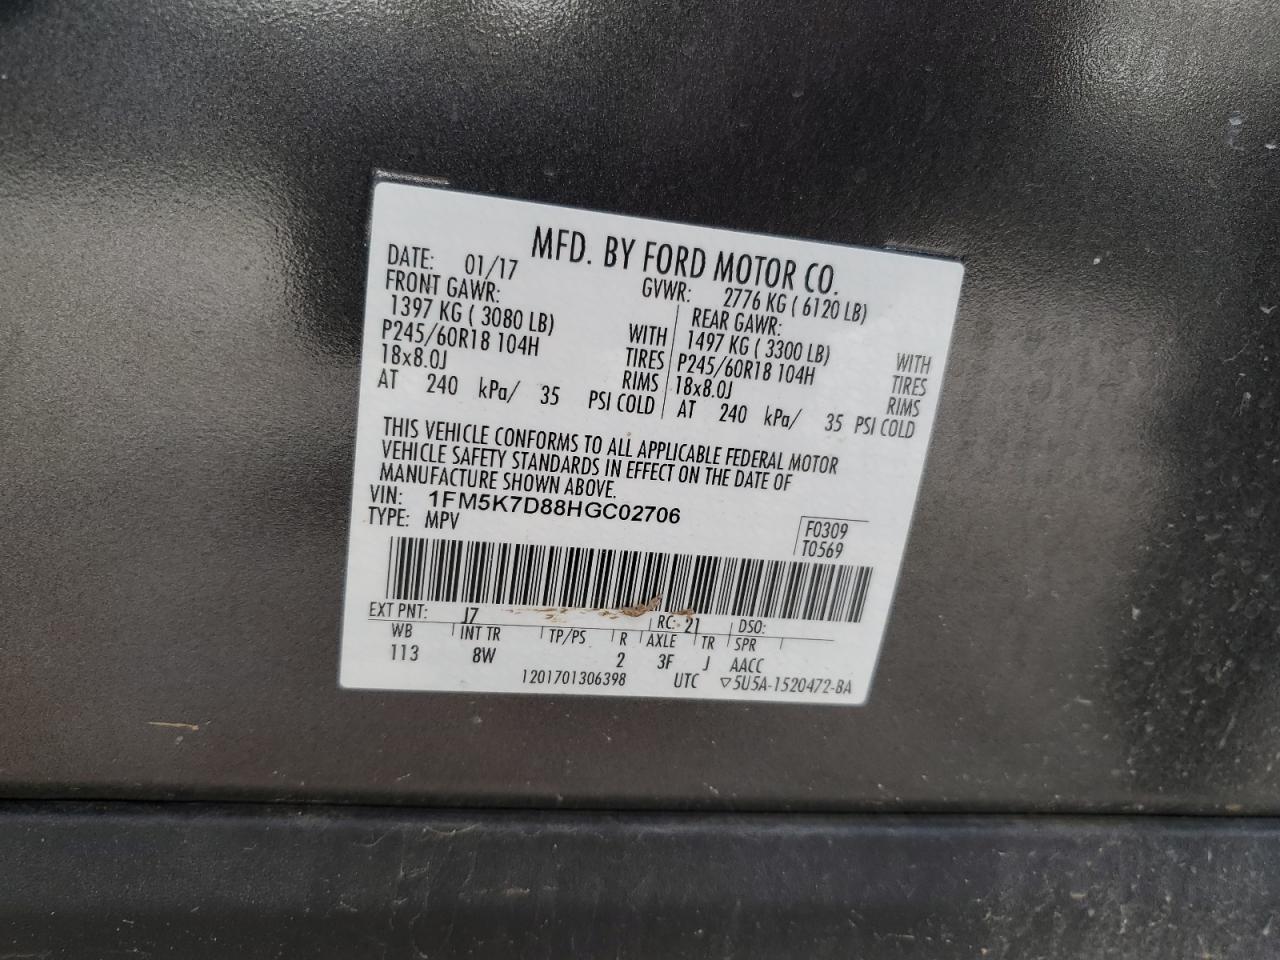 MFD. BY FORD MOTOR CO.
DATE: 01/17 GVWR: 2776 KG ( 6120 LB)
FRONT GAWR: REAR GAWR:
1397 KG ( 3080 LB) WITH 1497 KG ( 3300 LB) WITH
P245/60R18 104H TIRES P245/60R18 104H TIRES
18x8.0J RIMS 18x8.0J RIMS
AT 240 kPa/ 35 PSI COLD AT 240 kPa/ 35 PSI COLD
THIS VEHICLE CONFORMS TO ALL APPLICABLE FEDERAL MOTOR
VEHICLE SAFETY STANDARDS IN EFFECT ON THE DATE OF
MANUFACTURE SHOWN ABOVE.
VIN: 1FM5K7D88HGC02706
TYPE: MPV F0309
T0569
EXT PNT: J7 RC: 21 DSO:
WB INT TR TP/PS R AXLE TR SPR
113 8W 2 3F J AACC
1201701306398 UTC ▽5U5A-1520472-BA